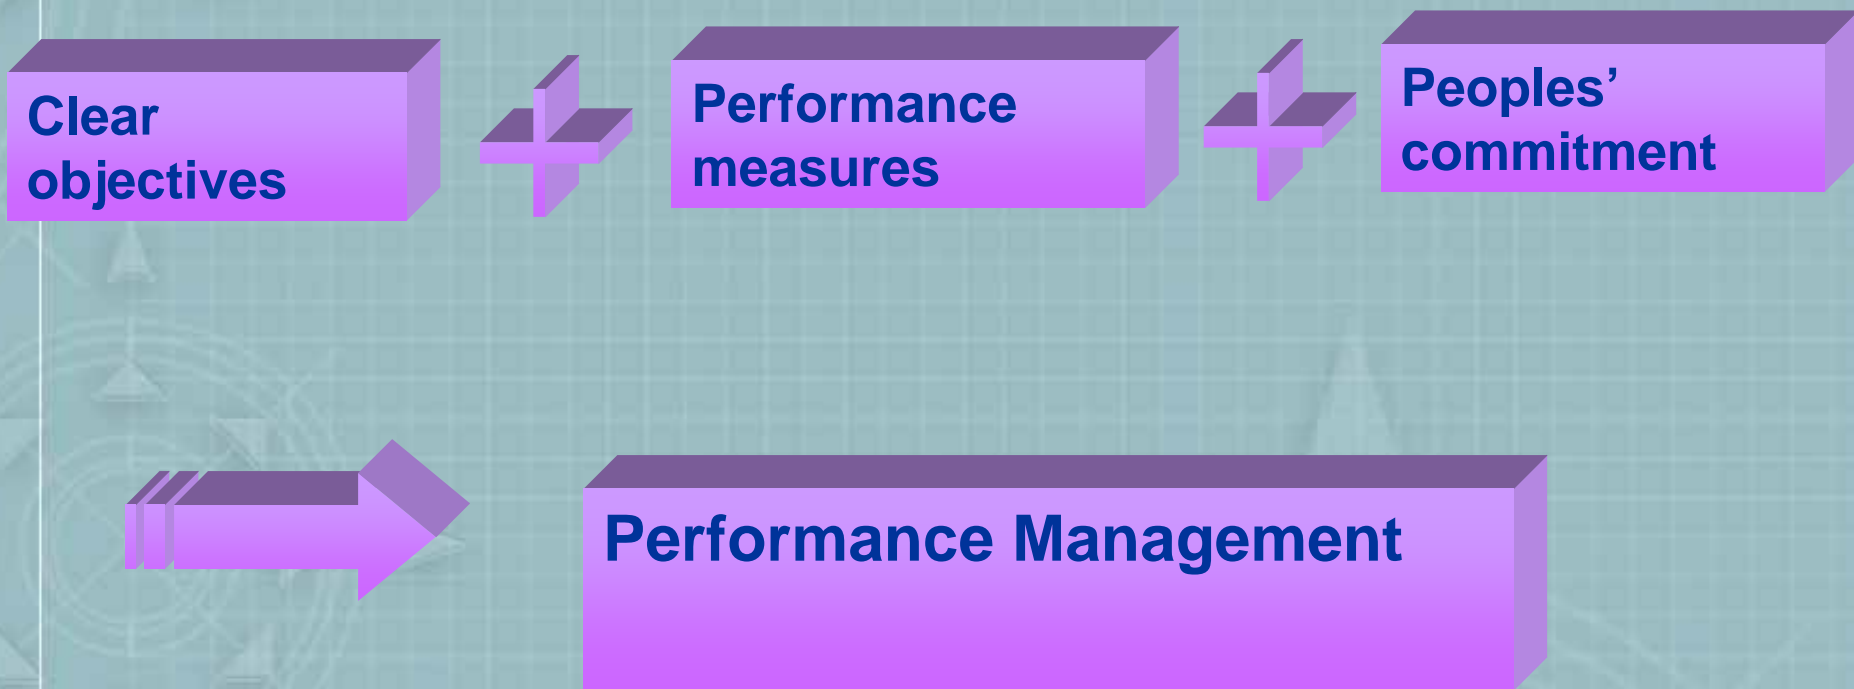 Clear
objectives
Performance
measures
Peoples’
commitment
Performance Management